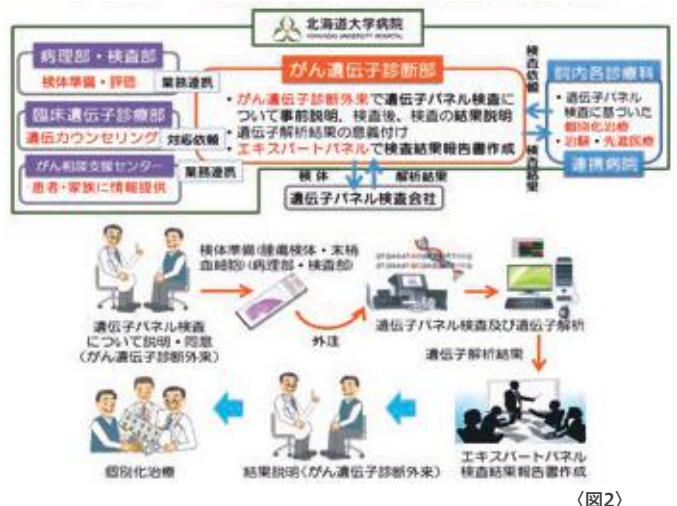 北海道大学病院
HOKKAIDO UNIVERSITY HOSPITAL
病理部・検査部
検体準備・評価
業務連携
臨床遺伝子診療部
遺伝カウンセリング
対応依頼
がん相談支援センター
患者・家族に情報提供
業務連携
がん遺伝子診断部
・がん遺伝子診断外来で遺伝子パネル検査に
ついて事前説明，検査後，検査の結果説明
・遺伝子解析結果の意義付け
・エキスパートパネルで検査結果報告書作成
検査依頼
検査結果
院内各診療科
・遺伝子パネル
検査に基づいた
個別化治療
・治験・先進医療
連携病院
検体
解析結果
遺伝子パネル検査会社
遺伝子パネル検査
について説明・同意
(がん遺伝子診断外来)
検体準備(腫瘍検体・末梢
血細胞)(病理部・検査部)
外注
遺伝子パネル検査及び遺伝子解析
遺伝子解析結果
エキスパートパネル
検査結果報告書作成
結果説明(がん遺伝子診断外来)
個別化治療
〈図2〉